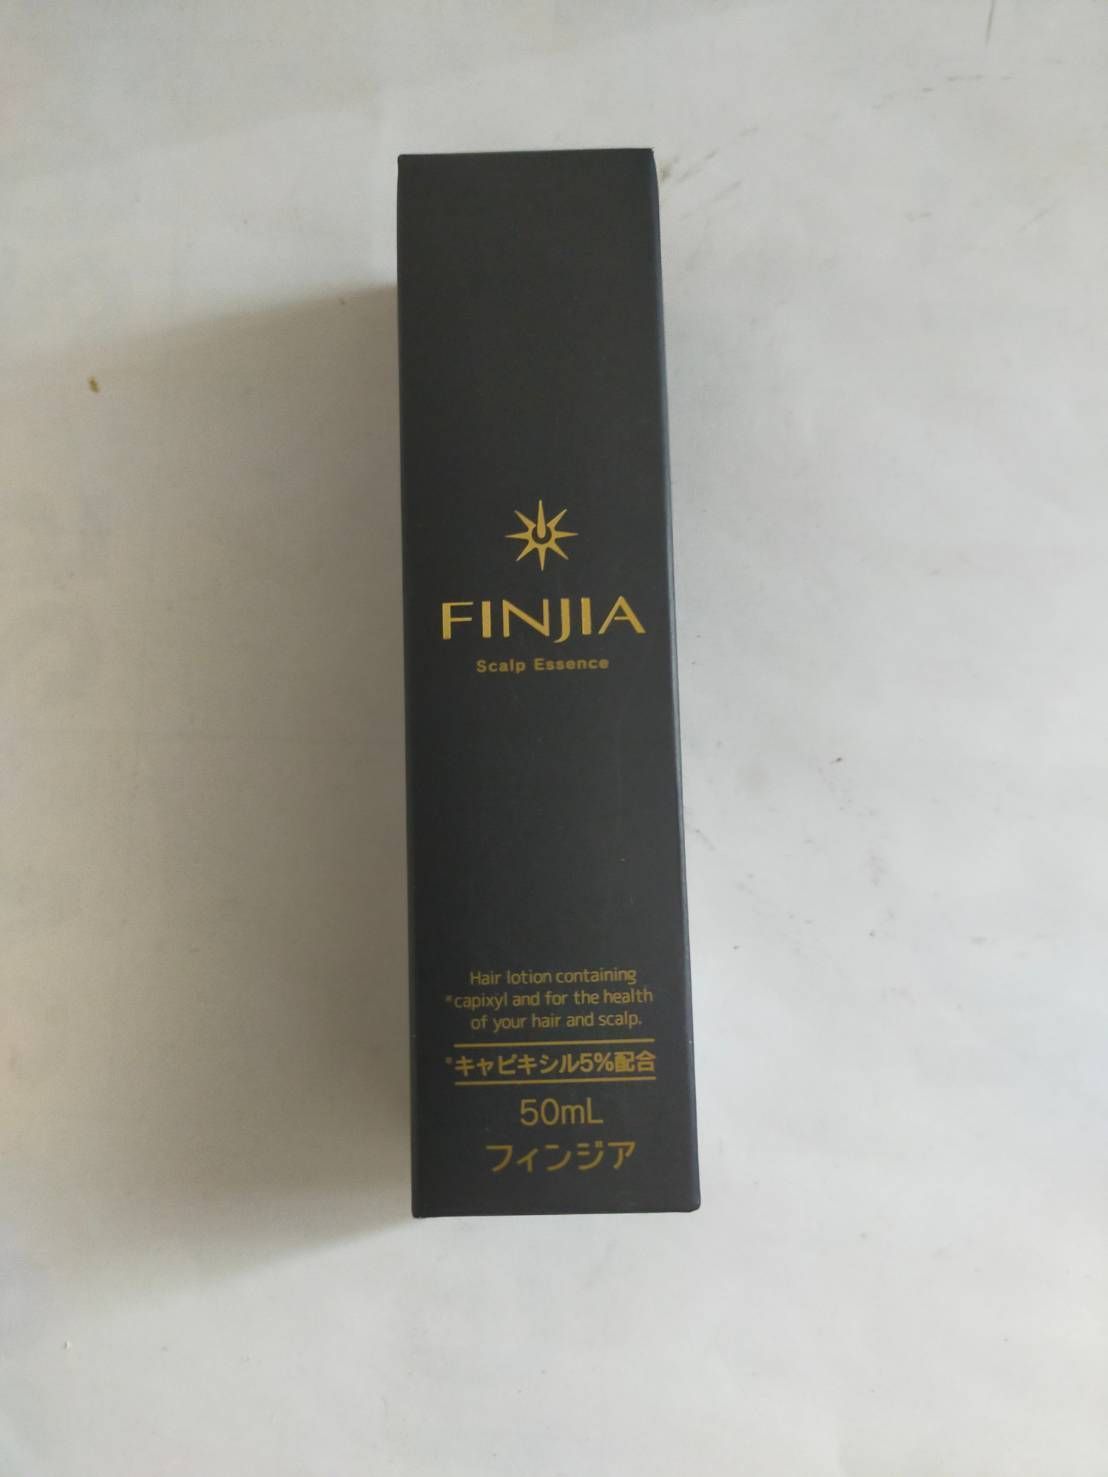 FINJIA
Scalp Essence
Hair lotion containing
*capixyl and for the health
of your hair and scalp.
*キャピキシル5%配合
50mL
フィンジア